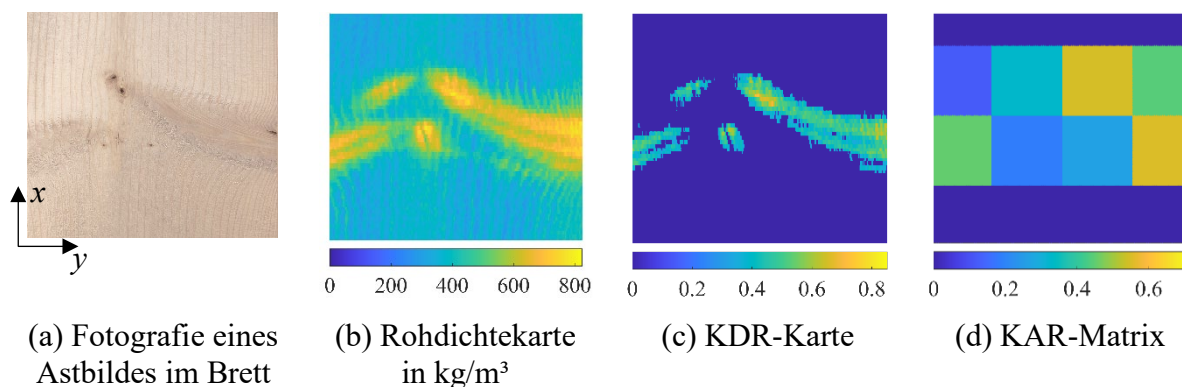 x
y
0 200 400 600 800
0 0.2 0.4 0.6 0.8
0 0.2 0.4 0.6
(a) Fotografie eines
Astbildes im Brett
(b) Rohdichtekarte
in kg/m³
(c) KDR-Karte
(d) KAR-Matrix